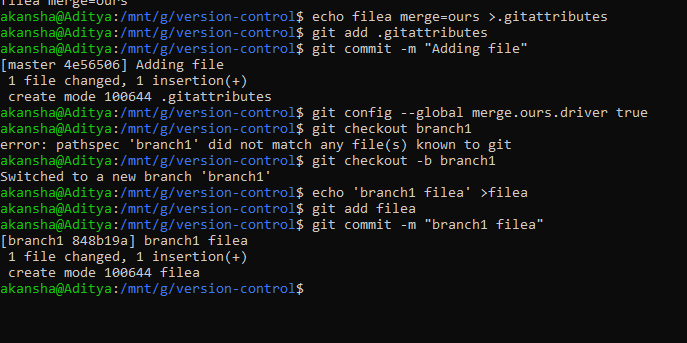 filea merge=ours
akansha@Aditya:/mnt/g/version-control$ echo filea merge=ours >.gitattributes
akansha@Aditya:/mnt/g/version-control$ git add .gitattributes
akansha@Aditya:/mnt/g/version-control$ git commit -m "Adding file"
[master 4e56506] Adding file
 1 file changed, 1 insertion(+)
 create mode 100644 .gitattributes
akansha@Aditya:/mnt/g/version-control$ git config --global merge.ours.driver true
akansha@Aditya:/mnt/g/version-control$ git checkout branch1
error: pathspec 'branch1' did not match any file(s) known to git
akansha@Aditya:/mnt/g/version-control$ git checkout -b branch1
Switched to a new branch 'branch1'
akansha@Aditya:/mnt/g/version-control$ echo 'branch1 filea' >filea
akansha@Aditya:/mnt/g/version-control$ git add filea
akansha@Aditya:/mnt/g/version-control$ git commit -m "branch1 filea"
[branch1 848b19a] branch1 filea
 1 file changed, 1 insertion(+)
 create mode 100644 filea
akansha@Aditya:/mnt/g/version-control$